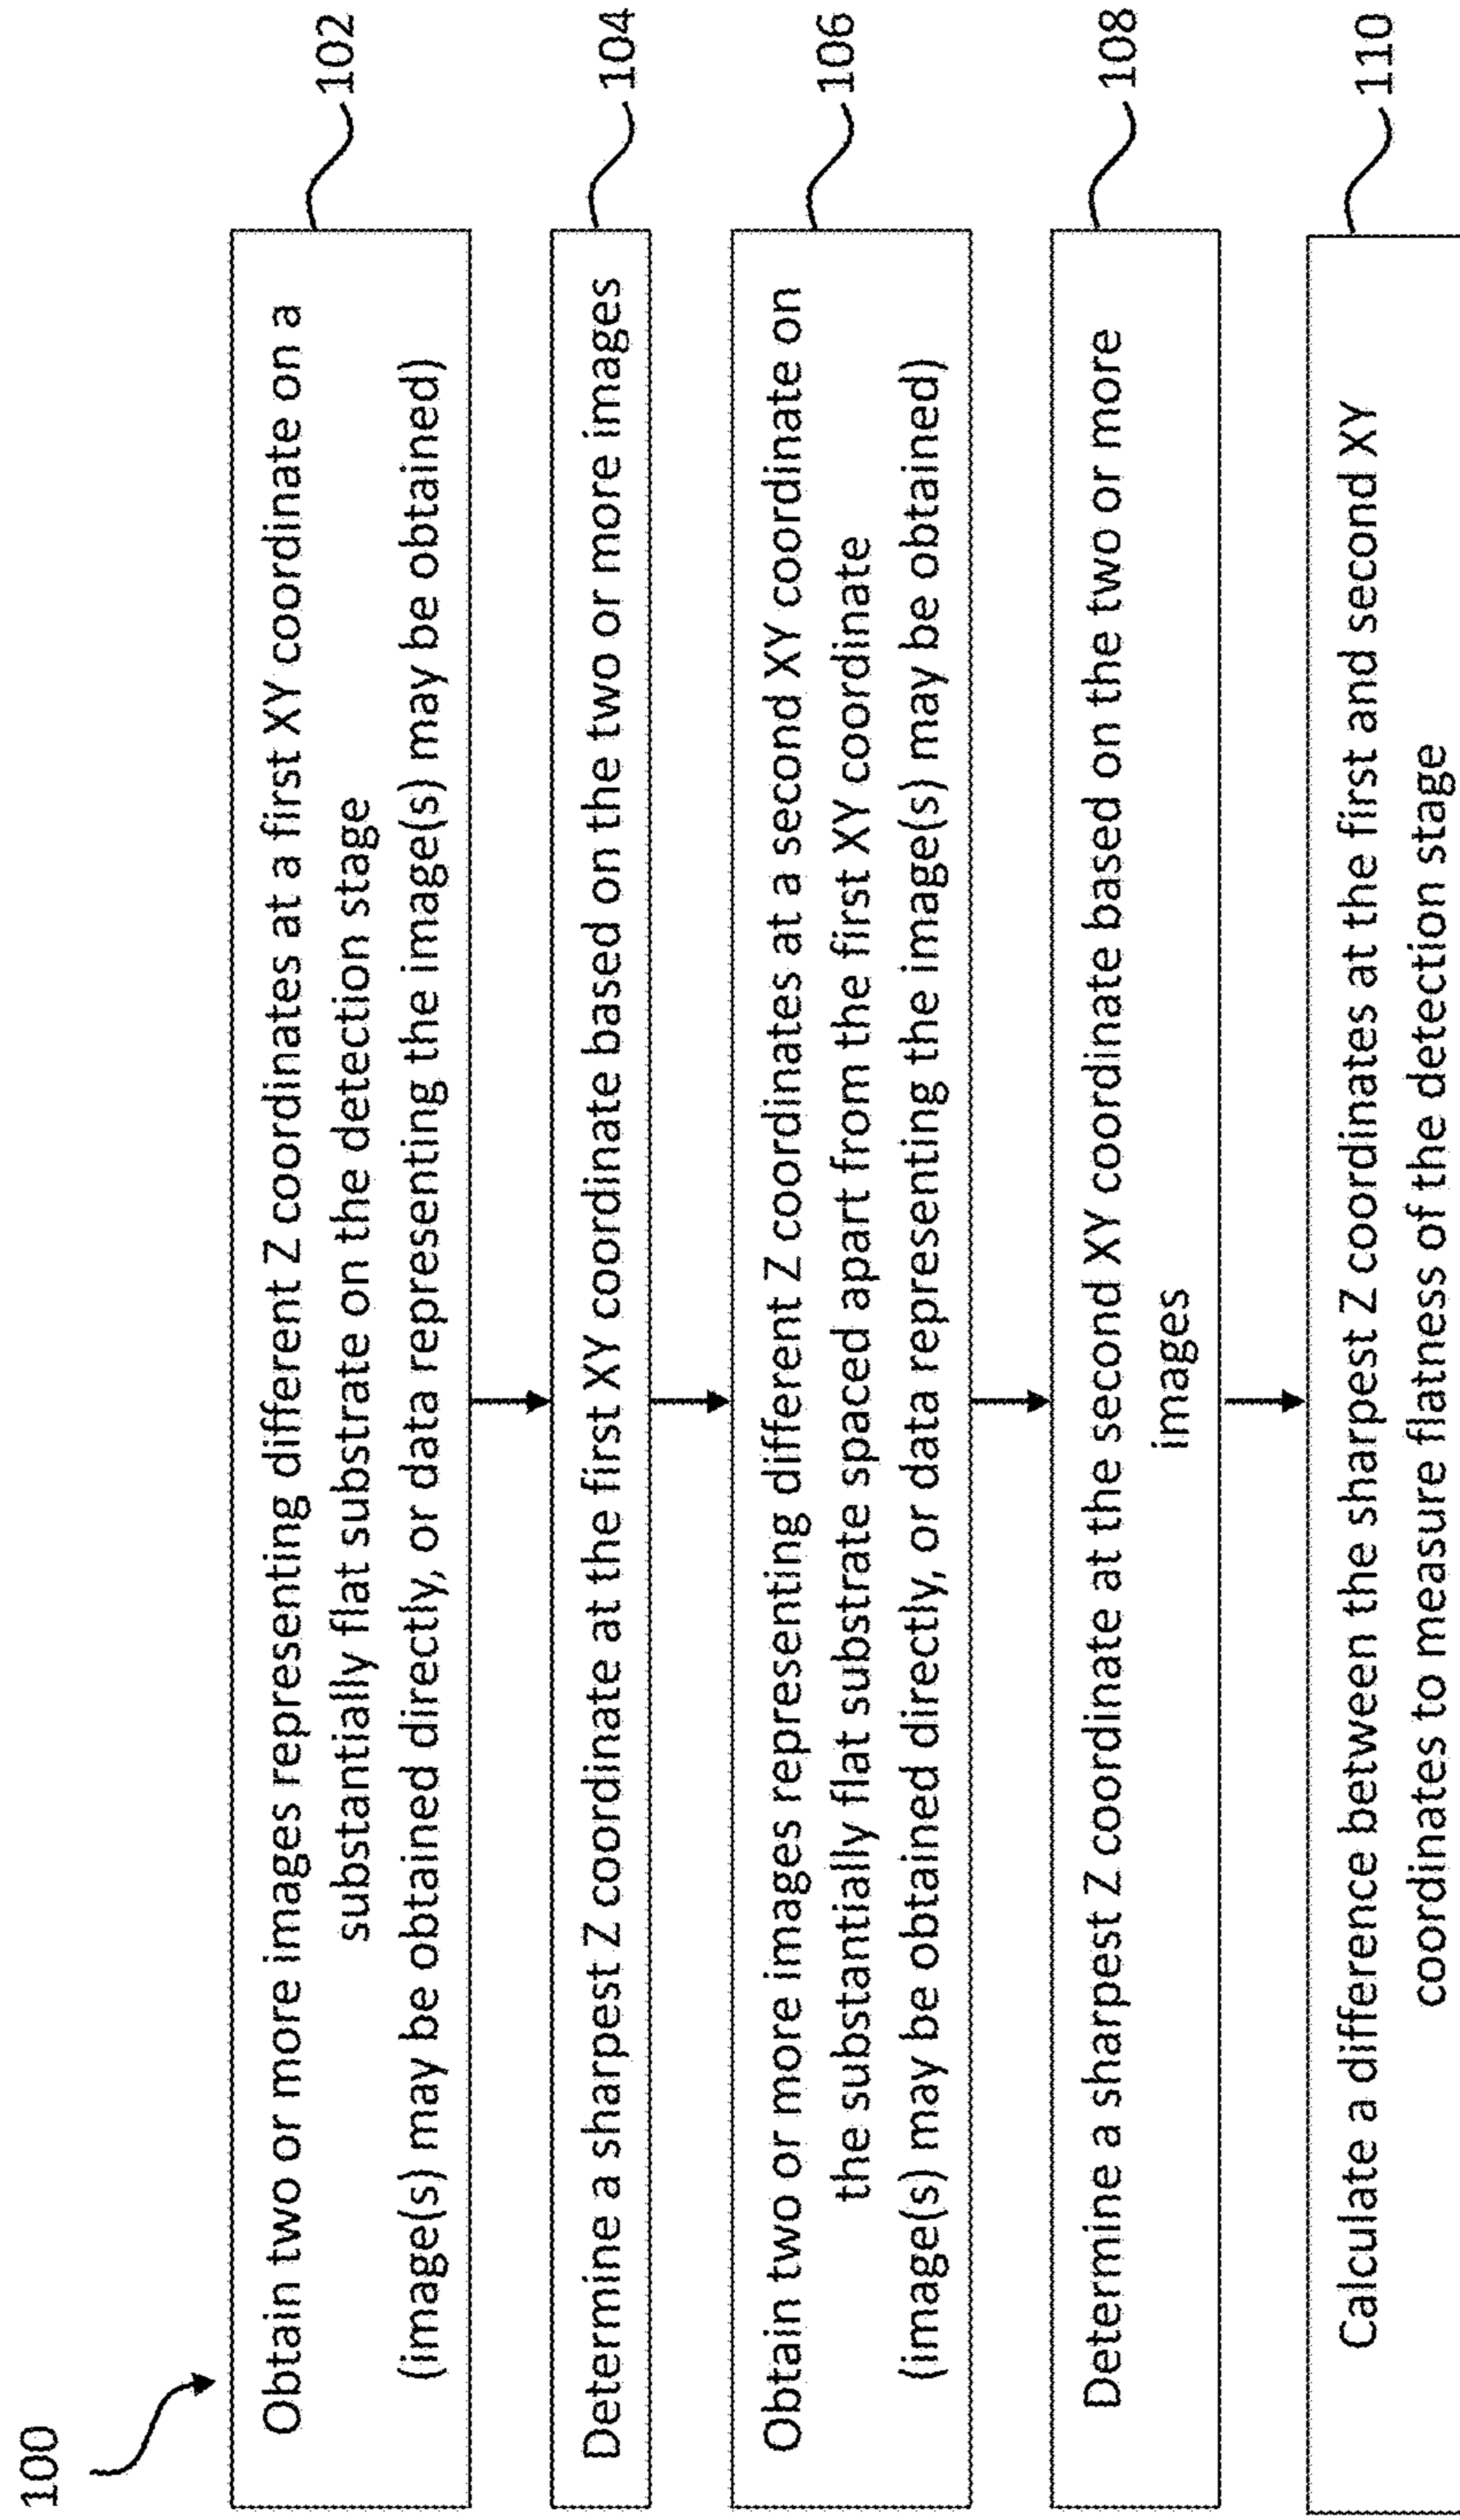 100
Obtain two or more images representing different Z coordinates at a first XY coordinate on a
substantially flat substrate on the detection stage
(image(s) may be obtained directly, or data representing the image(s) may be obtained)
102
Determine a sharpest Z coordinate at the first XY coordinate based on the two or more images
104
Obtain two or more images representing different Z coordinates at a second XY coordinate on
the substantially flat substrate spaced apart from the first XY coordinate
(image(s) may be obtained directly, or data representing the image(s) may be obtained)
106
Determine a sharpest Z coordinate at the second XY coordinate based on the two or more
images
108
Calculate a difference between the sharpest Z coordinates at the first and second XY
coordinates to measure flatness of the detection stage
110